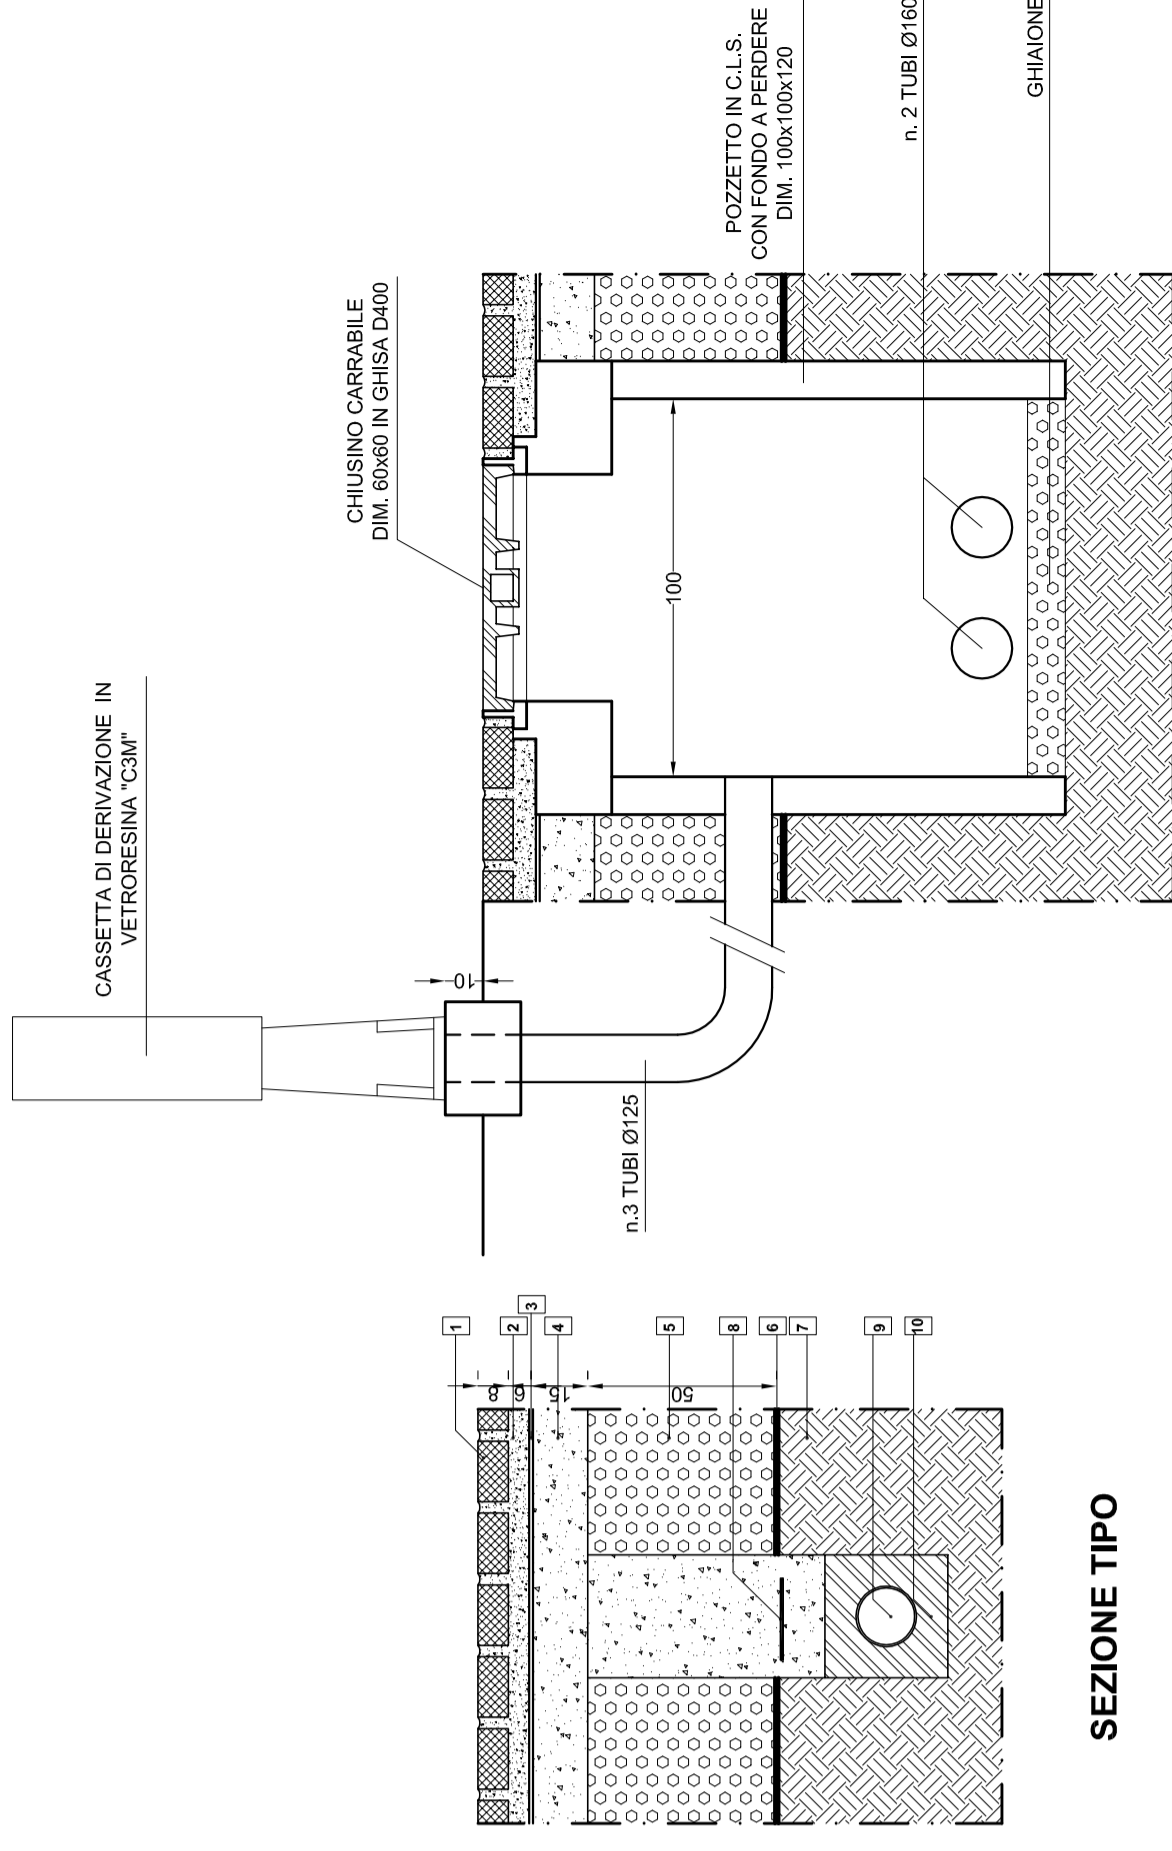 CASSETTA DI DERIVAZIONE IN
VETRORESINA "C3M"
CHIUSINO CARRABILE
DIM. 60x60 IN GHISA D400
POZZETTO IN C.L.S.
CON FONDO A PERDERE
DIM. 100x100x120
n. 2 TUBI Ø160
GHIAIONE
10
100
n.3 TUBI Ø125
1
2
3
4
5
8
6
7
9
10
8
6
15
50
SEZIONE TIPO